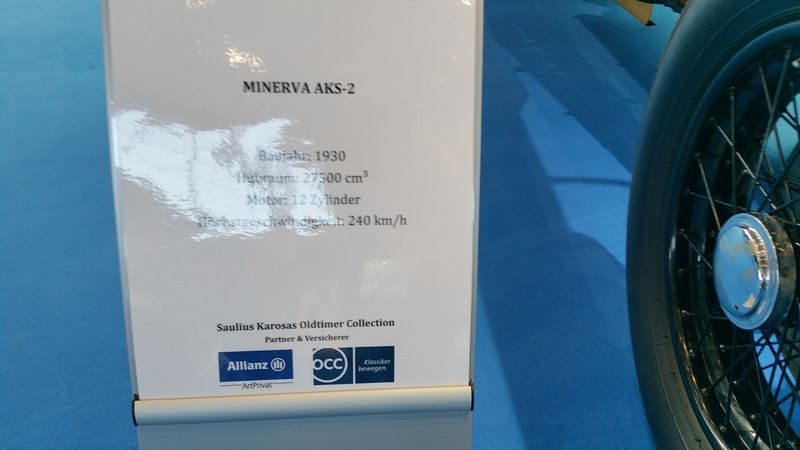 MINERVA AKS-2
Baujahr: 1930
Hubraum: 27500 cm³
Motor: 12 Zylinder
Höchstgeschwindigkeit: 240 km/h
Saulius Karosas Oldtimer Collection
Partner & Versicherer
Allianz
ArtPrivat
OCC
Klassiker
bewegen.